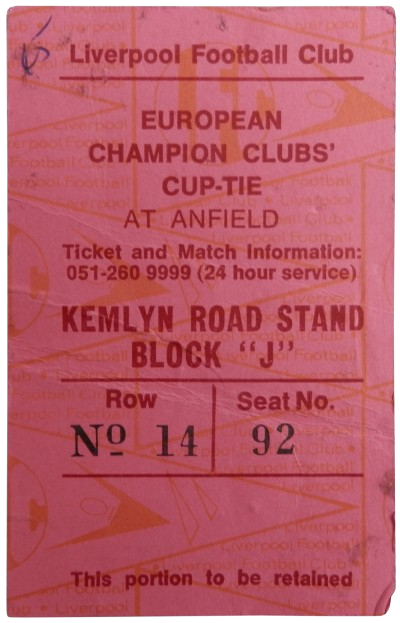 Liverpool Football Club
EUROPEAN
CHAMPION CLUBS'
CUP-TIE
AT ANFIELD
Ticket and Match Information:
051-260 9999 (24 hour service)
KEMLYN ROAD STAND
BLOCK “J”
Row Seat No.
Nº 14 92
This portion to be retained